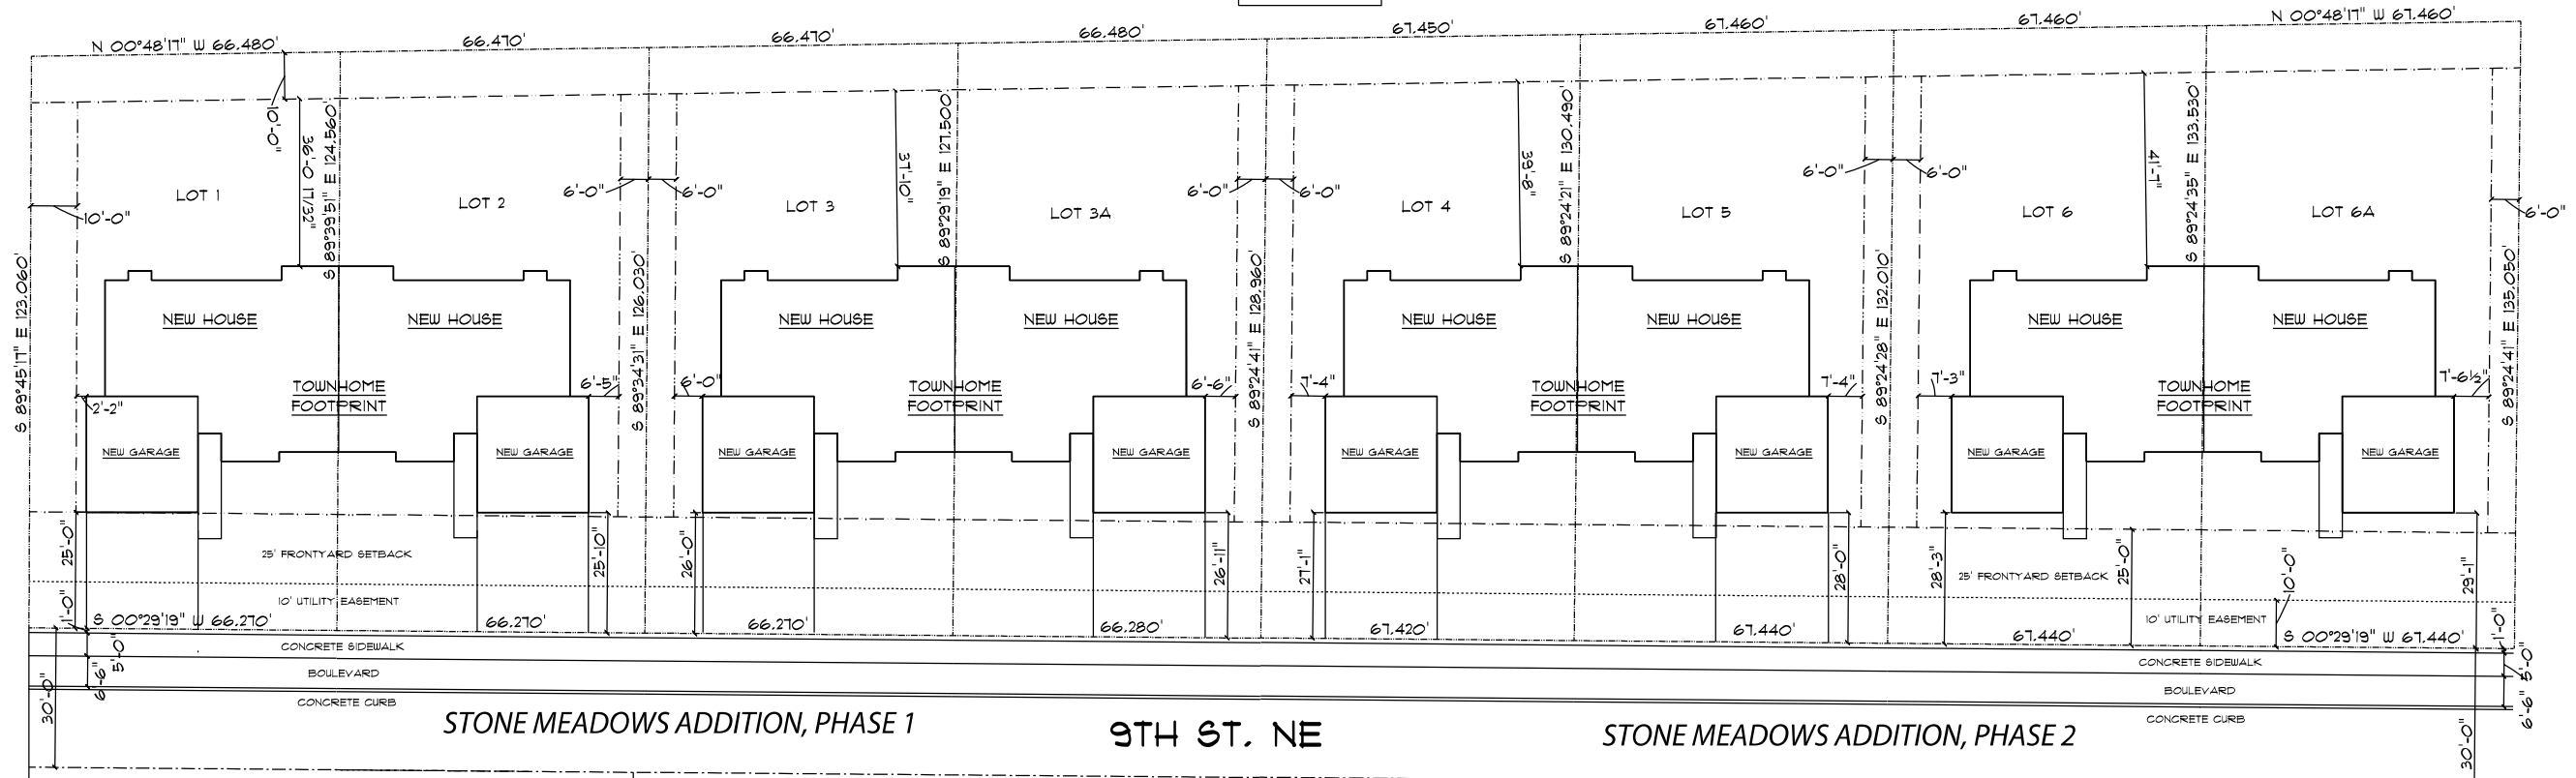 N 00°48'17" W 66.480'
66.470'
66.470'
66.480'
67.450'
67.460'
67.460'
N 00°48'17" W 67.460'
10'-0"
36'-0 17/32"
S 89°39'51" E 124.560'
37'-10"
S 89°29'19" E 127.500'
39'-8"
S 89°24'21" E 130.490'
41'-7"
S 89°24'35" E 133.530'
10'-0"
LOT 1
LOT 2
6'-0"
6'-0"
LOT 3
LOT 3A
6'-0"
6'-0"
LOT 4
LOT 5
6'-0"
6'-0"
LOT 6
LOT 6A
6'-0"
S 89°45'17" E 123.060'
S 89°34'31" E 126.030'
S 89°24'41" E 128.960'
S 89°24'28" E 132.010'
S 89°24'41" E 135.050'
NEW HOUSE
NEW HOUSE
NEW HOUSE
NEW HOUSE
NEW HOUSE
NEW HOUSE
NEW HOUSE
NEW HOUSE
2'-2"
TOWNHOME
FOOTPRINT
6'-5"
6'-0"
TOWNHOME
FOOTPRINT
6'-6"
7'-4"
TOWNHOME
FOOTPRINT
7'-4"
7'-3"
TOWNHOME
FOOTPRINT
7'-6½"
NEW GARAGE
NEW GARAGE
NEW GARAGE
NEW GARAGE
NEW GARAGE
NEW GARAGE
NEW GARAGE
NEW GARAGE
25'-0"
25' FRONTYARD SETBACK
25'-10"
26'-0"
26'-11"
27'-1"
28'-0"
28'-3"
25' FRONTYARD SETBACK
25'-0"
10'-0"
29'-1"
10' UTILITY EASEMENT
10' UTILITY EASEMENT
1'-0"
S 00°29'19" W 66.270'
66.270'
66.270'
66.280'
67.420'
67.440'
67.440'
S 00°29'19" W 67.440'
1'-0"
5'-0"
CONCRETE SIDEWALK
CONCRETE SIDEWALK
5'-0"
6'-6"
BOULEVARD
BOULEVARD
6'-6"
30'-0"
CONCRETE CURB
CONCRETE CURB
30'-0"
STONE MEADOWS ADDITION, PHASE 1
9TH ST. NE
STONE MEADOWS ADDITION, PHASE 2